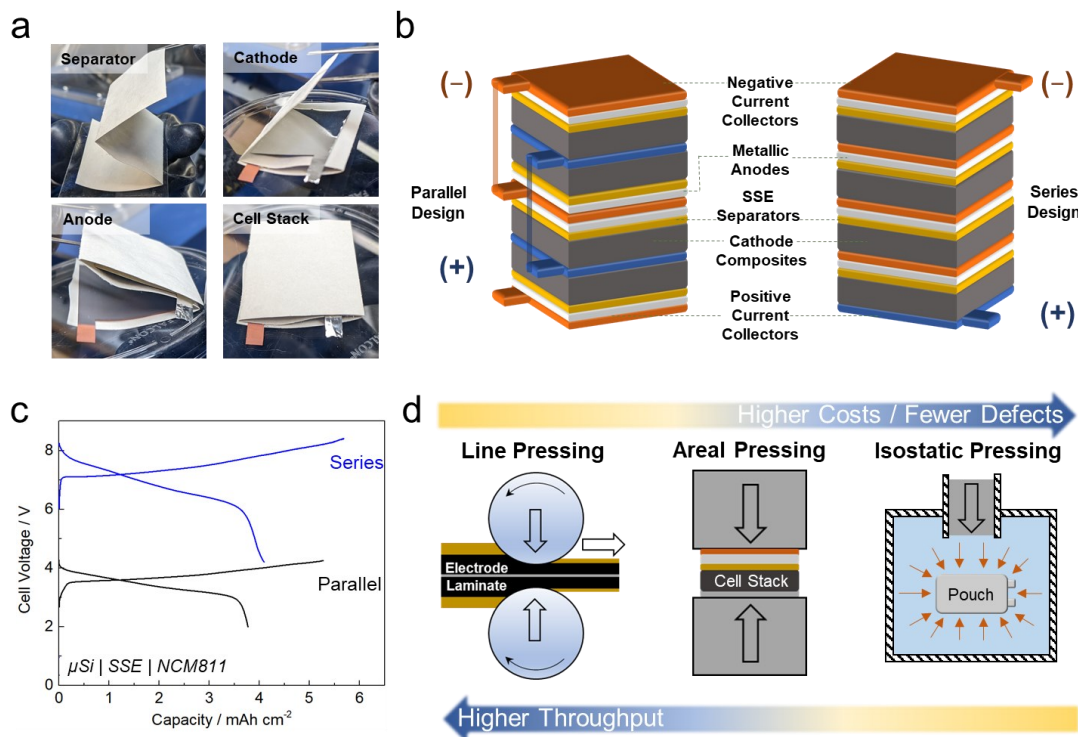 a
Separator
Cathode
Anode
Cell Stack
b
(−)
(−)
Negative
Current
Collectors
Metallic
Anodes
Parallel
Design
SSE
Separators
Series
Design
Cathode
Composites
(+)
Positive
Current
Collectors
(+)
c
Cell Voltage / V
8
6
4
2
0
Series
Parallel
µSi | SSE | NCM811
0 1 2 3 4 5 6
Capacity / mAh cm-2
d
Higher Costs / Fewer Defects
Line Pressing
Areal Pressing
Isostatic Pressing
Electrode
Laminate
Cell Stack
Pouch
Higher Throughput